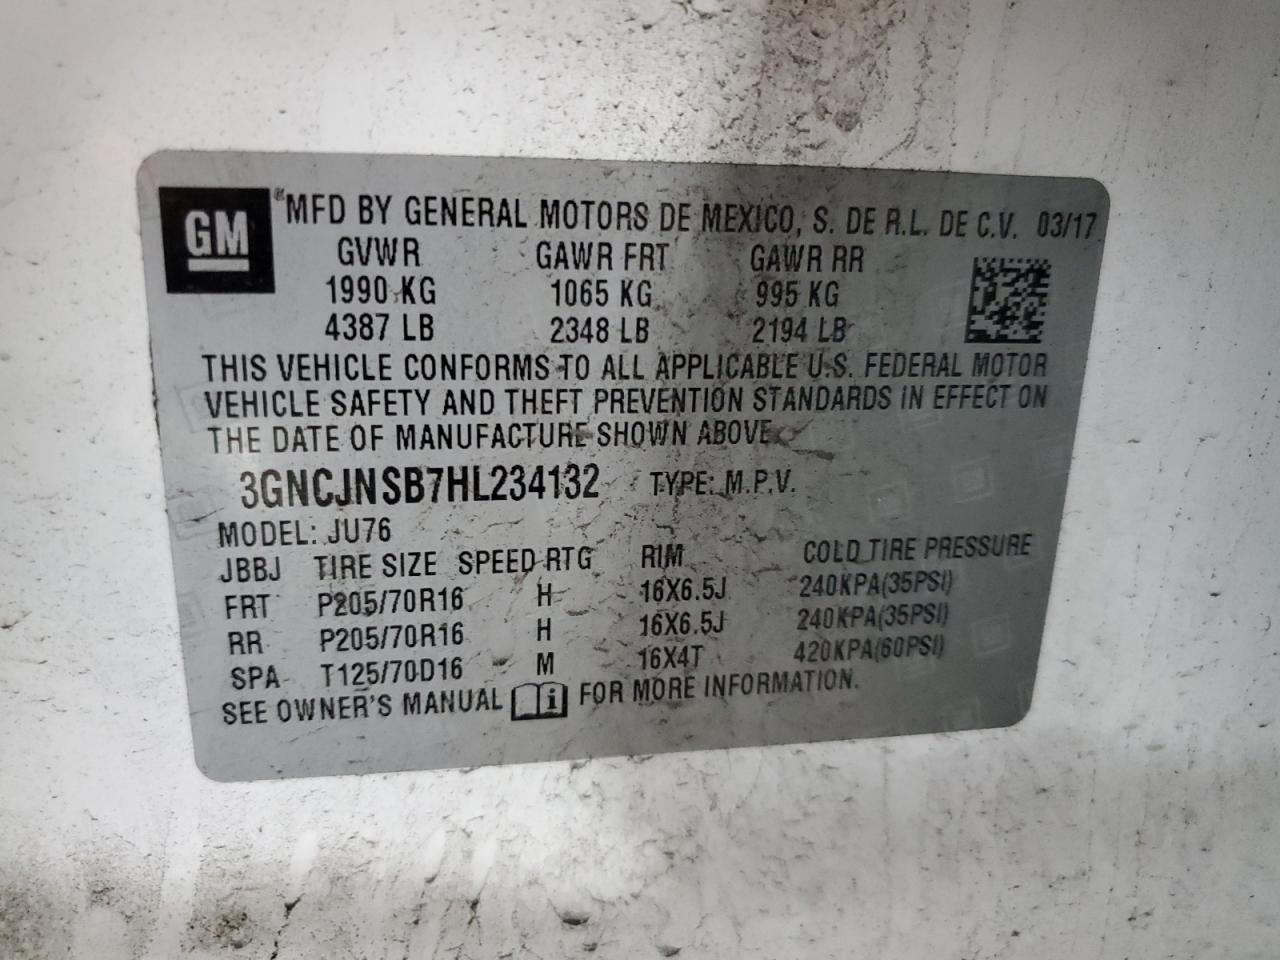 GM
MFD BY GENERAL MOTORS DE MEXICO, S. DE R.L. DE C.V. 03/17
GVWR GAWR FRT GAWR RR
1990 KG 1065 KG 995 KG
4387 LB 2348 LB 2194 LB
THIS VEHICLE CONFORMS TO ALL APPLICABLE U.S. FEDERAL MOTOR
VEHICLE SAFETY AND THEFT PREVENTION STANDARDS IN EFFECT ON
THE DATE OF MANUFACTURE SHOWN ABOVE.
3GNCJNSB7HL234132 TYPE: M.P.V.
MODEL: JU76
JBBJ TIRE SIZE SPEED RTG RIM COLD TIRE PRESSURE
FRT P205/70R16 H 16X6.5J 240KPA(35PSI)
RR P205/70R16 H 16X6.5J 240KPA(35PSI)
SPA T125/70D16 M 16X4T 420KPA(60PSI)
SEE OWNER'S MANUAL i FOR MORE INFORMATION.